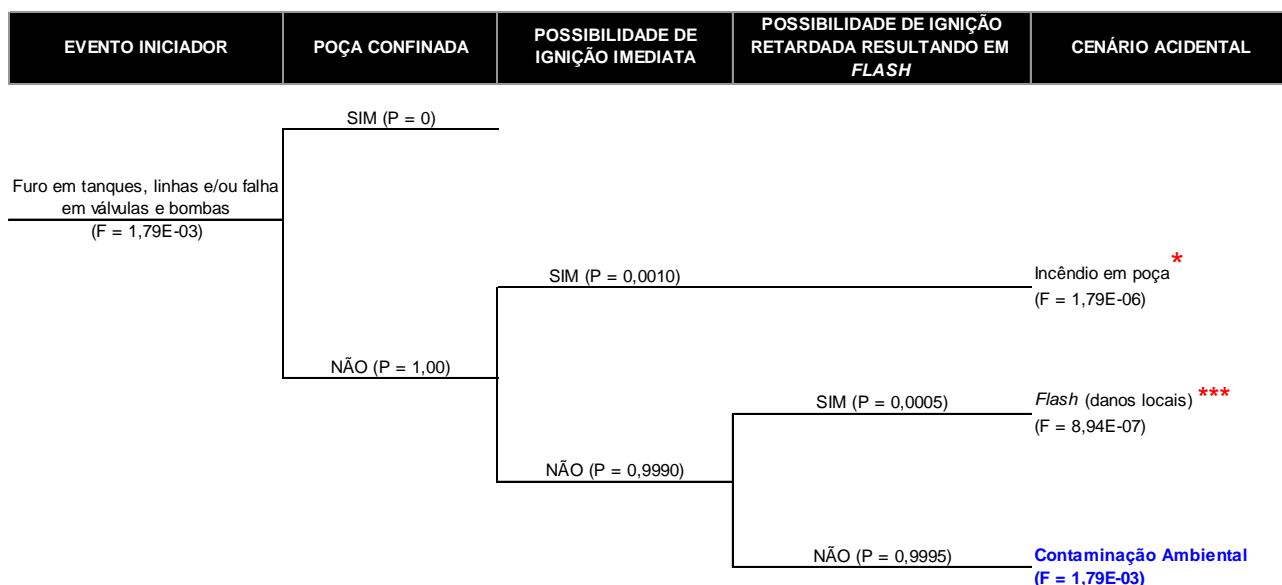 EVENTO INICIADOR
POÇA CONFINADA
POSSIBILIDADE DE
IGNIÇÃO IMEDIATA
POSSIBILIDADE DE IGNIÇÃO
RETARDADA RESULTANDO EM
FLASH
CENÁRIO ACIDENTAL
SIM (P = 0)
Furo em tanques, linhas e/ou falha
em válvulas e bombas
(F = 1,79E-03)
SIM (P = 0,0010)
Incêndio em poça *
(F = 1,79E-06)
NÃO (P = 1,00)
SIM (P = 0,0005)
Flash (danos locais) ***
(F = 8,94E-07)
NÃO (P = 0,9990)
NÃO (P = 0,9995)
Contaminação Ambiental
(F = 1,79E-03)